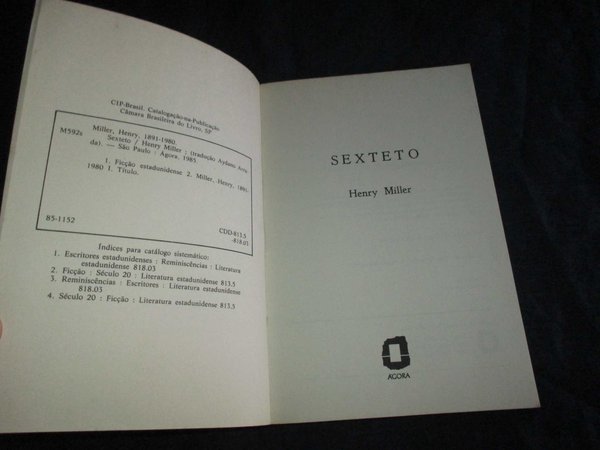 CIP-Brasil. Catalogação-na-Publicação
Câmara Brasileira do Livro, SP
Miller, Henry, 1891-1980.
M592s Sexteto / Henry Miller ; (tradução Aydano Arru-
da). — São Paulo : Ágora, 1985.
1. Ficção estadunidense 2. Miller, Henry, 1891-
1980 I. Título.
CDD-813.5
85-1152 -818.03
Índices para catálogo sistemático:
1. Escritores estadunidenses : Reminiscências : Literatura
estadunidense 818.03
2. Ficção : Século 20 : Literatura estadunidense 813.5
3. Reminiscências : Escritores : Literatura estadunidense
818.03
4. Século 20 : Ficção : Literatura estadunidense 813.5
SEXTETO
Henry Miller
ÁGORA